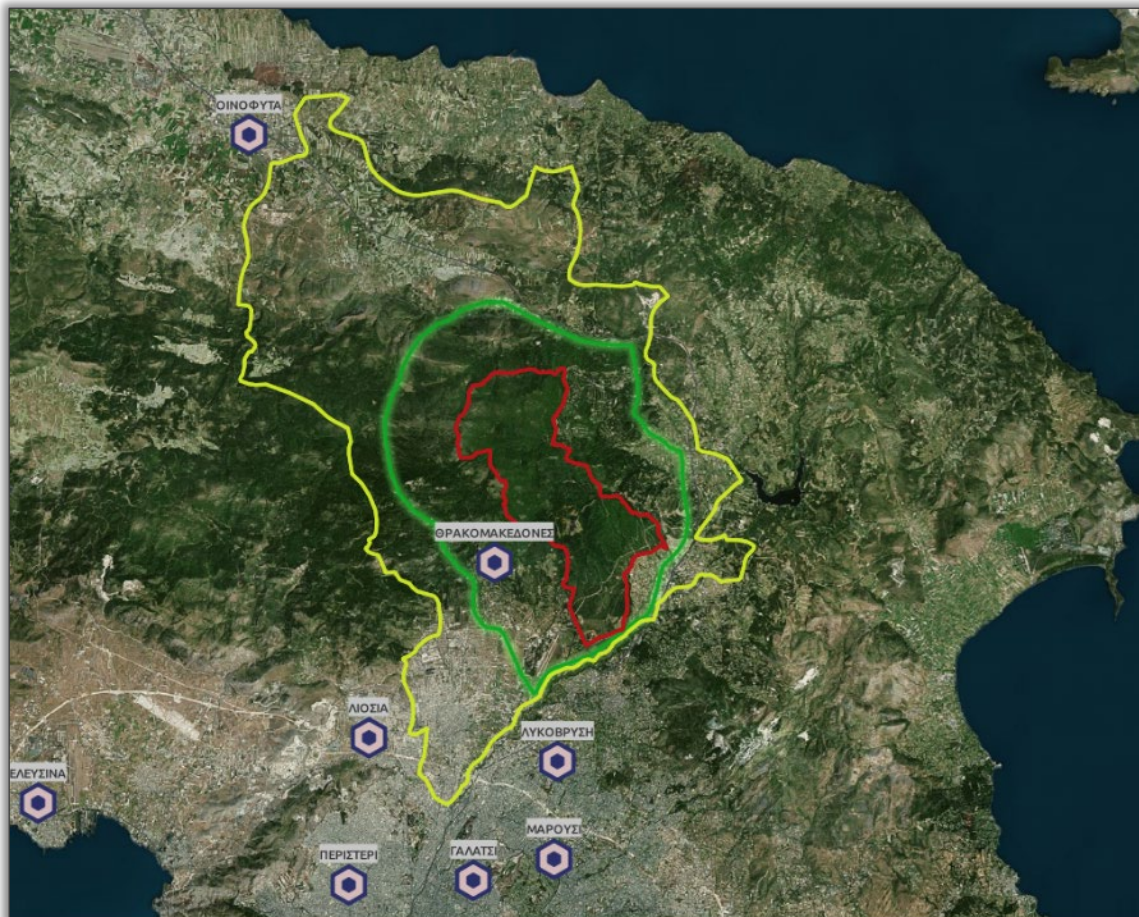 ΟΙΝΟΦΥΤΑ
ΘΡΑΚΟΜΑΚΕΔΟΝΕΣ
ΛΙΟΣΙΑ
ΛΥΚΟΒΡΥΣΗ
ΕΛΕΥΣΙΝΑ
ΜΑΡΟΥΣΙ
ΠΕΡΙΣΤΕΡΙ
ΓΑΛΑΤΣΙ